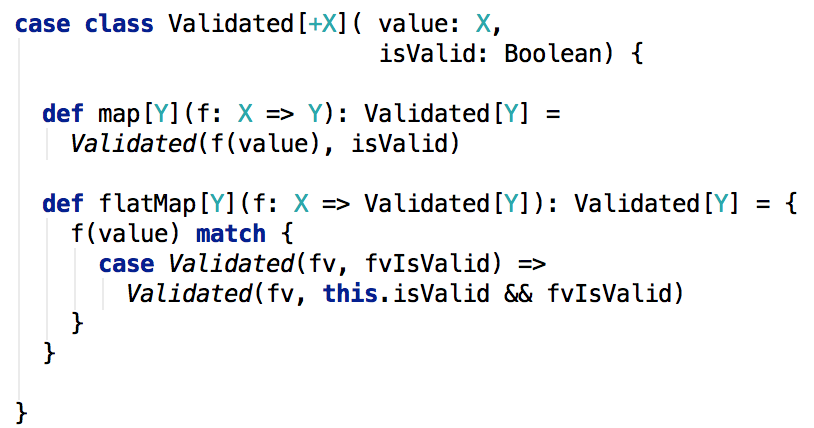 case class Validated[+X]( value: X,
                          isValid: Boolean) {

  def map[Y](f: X => Y): Validated[Y] =
    Validated(f(value), isValid)

  def flatMap[Y](f: X => Validated[Y]): Validated[Y] = {
    f(value) match {
      case Validated(fv, fvIsValid) =>
        Validated(fv, this.isValid && fvIsValid)
    }
  }

}